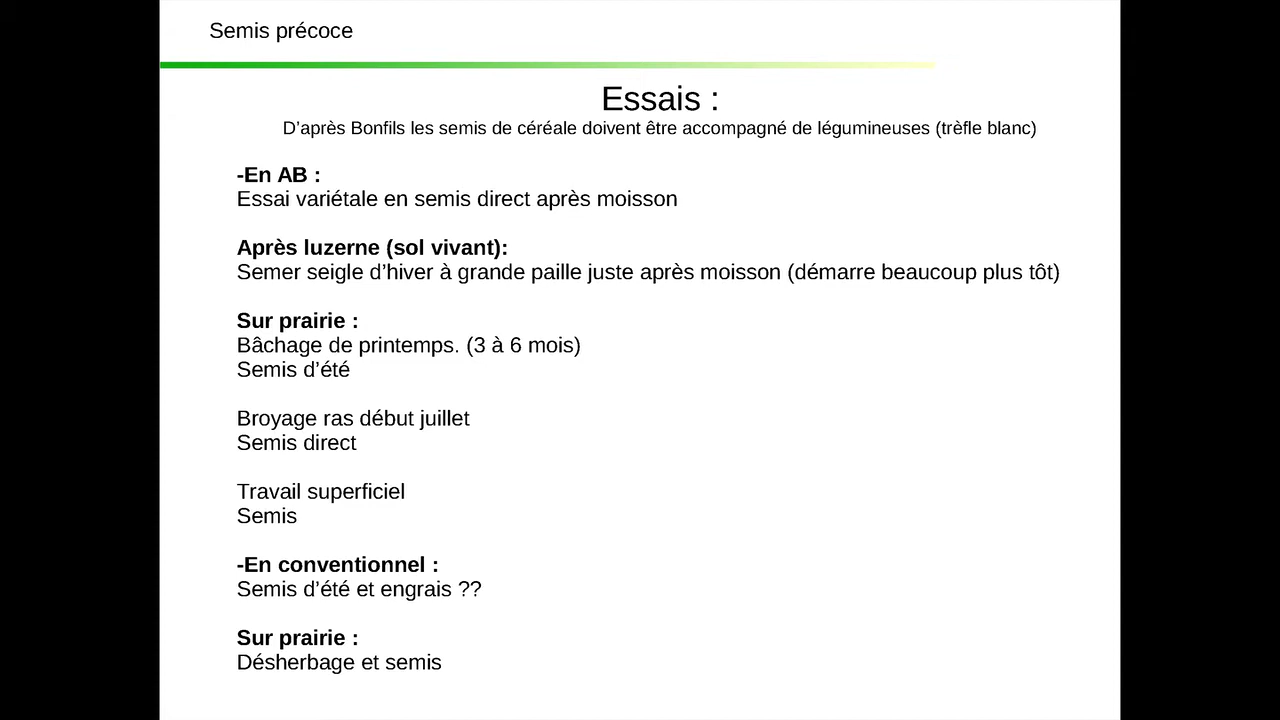 Semis précoce
Essais :
D'après Bonfils les semis de céréale doivent être accompagné de légumineuses (trèfle blanc)
-En AB :
Essai variétale en semis direct après moisson
Après luzerne (sol vivant):
Semer seigle d'hiver à grande paille juste après moisson (démarre beaucoup plus tôt)
Sur prairie :
Bâchage de printemps. (3 à 6 mois)
Semis d'été
Broyage ras début juillet
Semis direct
Travail superficiel
Semis
-En conventionnel :
Semis d'été et engrais ??
Sur prairie :
Désherbage et semis